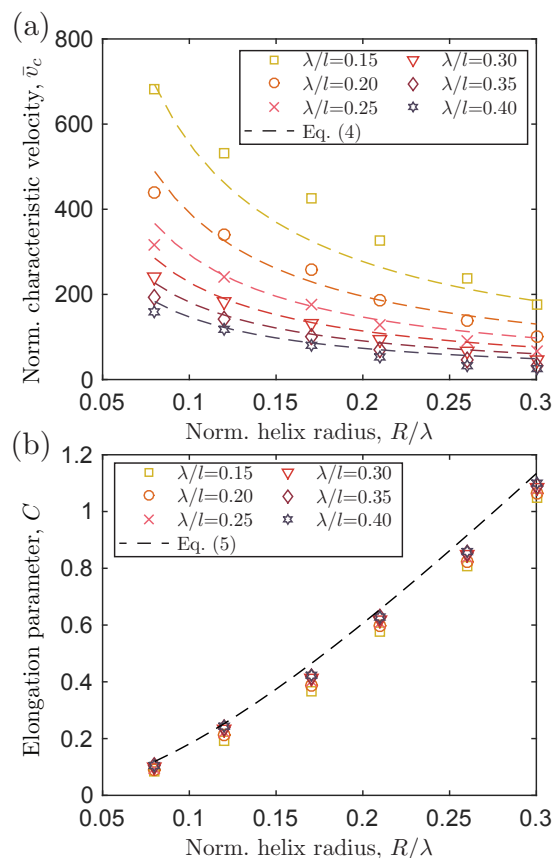 (a)
800
600
400
200
0
Norm. characteristic velocity, v̄_c
λ/l=0.15 λ/l=0.30
λ/l=0.20 λ/l=0.35
λ/l=0.25 λ/l=0.40
Eq. (4)
0.05 0.1 0.15 0.2 0.25 0.3
Norm. helix radius, R/λ
(b)
1.2
1
0.8
0.6
0.4
0.2
0
Elongation parameter, C
λ/l=0.15 λ/l=0.30
λ/l=0.20 λ/l=0.35
λ/l=0.25 λ/l=0.40
Eq. (5)
0.05 0.1 0.15 0.2 0.25 0.3
Norm. helix radius, R/λ